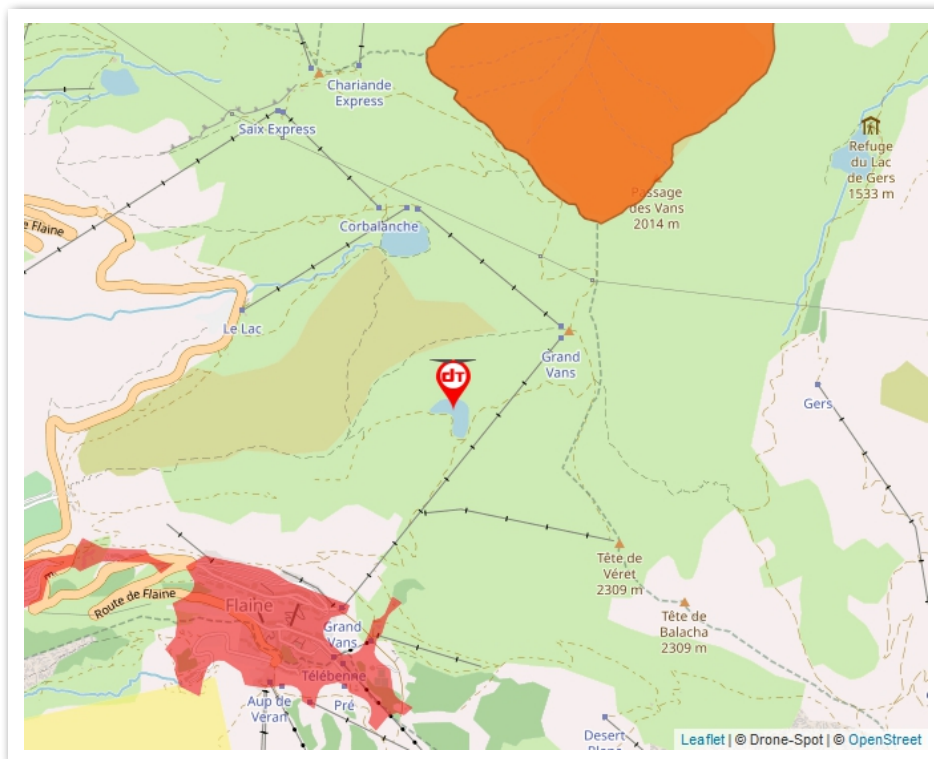 Chariande
Express
Saix Express
Refuge
du Lac
de Gers
1533 m
Passage
des Vans
2014 m
e Flaine
Corbalanche
Le Lac
Grand
Vans
dT
Gers
Tête de
Véret
2309 m
Route de Flaine
Flaine
Tête de
Balacha
2309 m
Grand
Vans
Télébenne
Aup de
Véran
Pré
Desert
Leaflet | © Drone-Spot | © OpenStreet